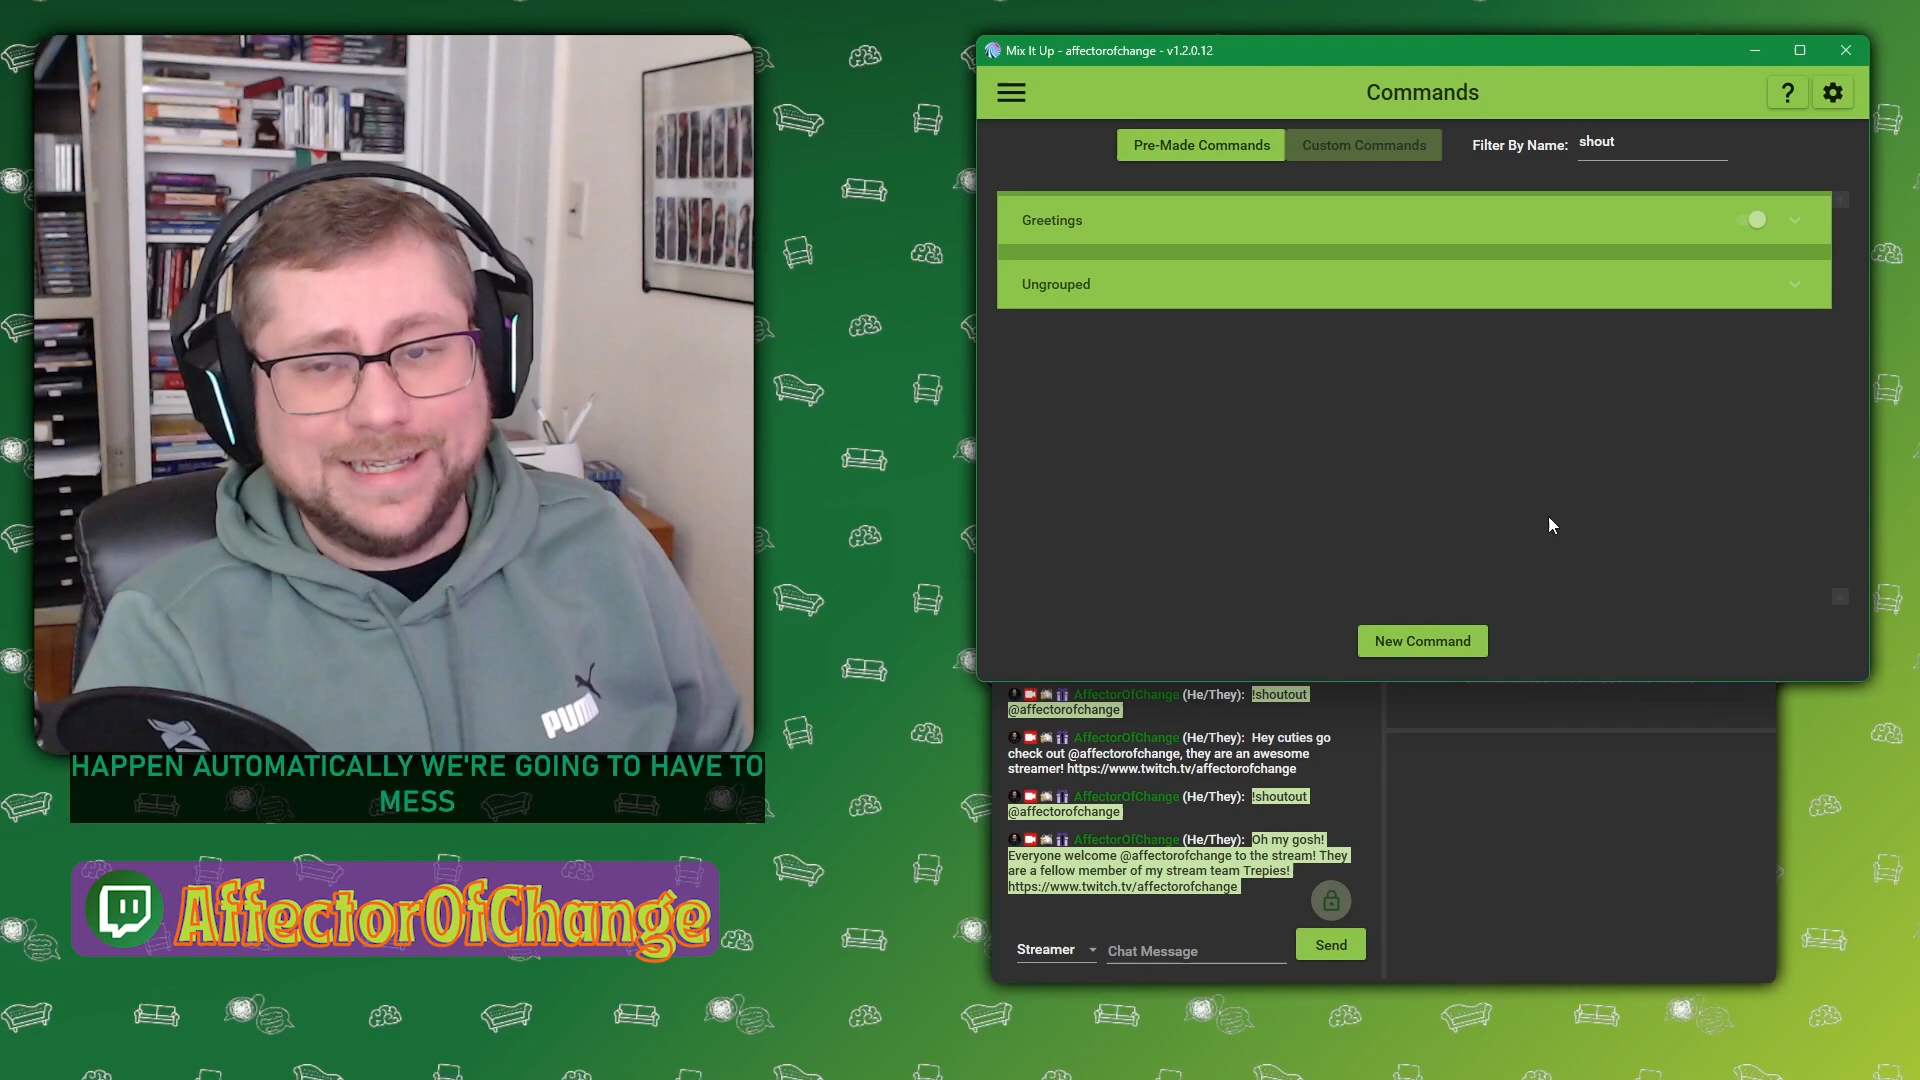 Mix It Up - affectorofchange - v1.2.0.12
Commands
?
Pre-Made Commands
Custom Commands
Filter By Name:
shout
Greetings
Ungrouped
New Command
AffectorOfChange (He/They): !shoutout
@affectorofchange
AffectorOfChange (He/They): Hey cuties go
check out @affectorofchange, they are an awesome
streamer! https://www.twitch.tv/affectorofchange
AffectorOfChange (He/They): !shoutout
@affectorofchange
AffectorOfChange (He/They): Oh my gosh!
Everyone welcome @affectorofchange to the stream! They
are a fellow member of my stream team Trepies!
https://www.twitch.tv/affectorofchange
Streamer
Chat Message
Send
PUMA
HAPPEN AUTOMATICALLY WE'RE GOING TO HAVE TO
MESS
AffectorOfChange